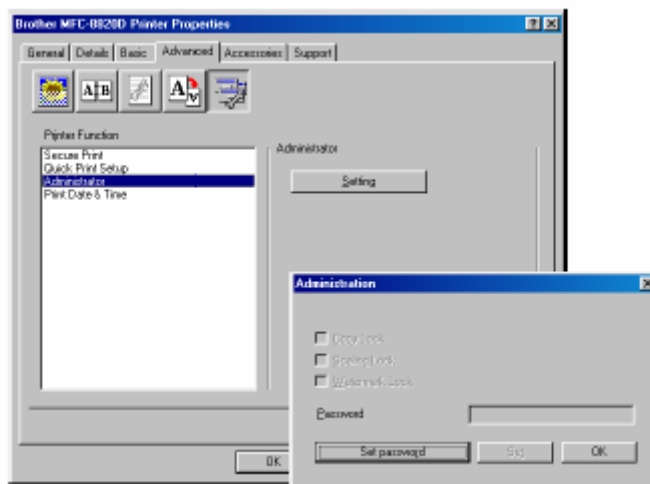 Brother MFC-8820D Printer Properties
General Details Basic Advanced Accessories Support
A B A
Printer Function
Secure Print
Quick Print Setup
Administrator
Print Date & Time
Administrator
Setting
OK
Administration
Copy Lock
Scaling Lock
Watermark Lock
Password
Set password Set OK